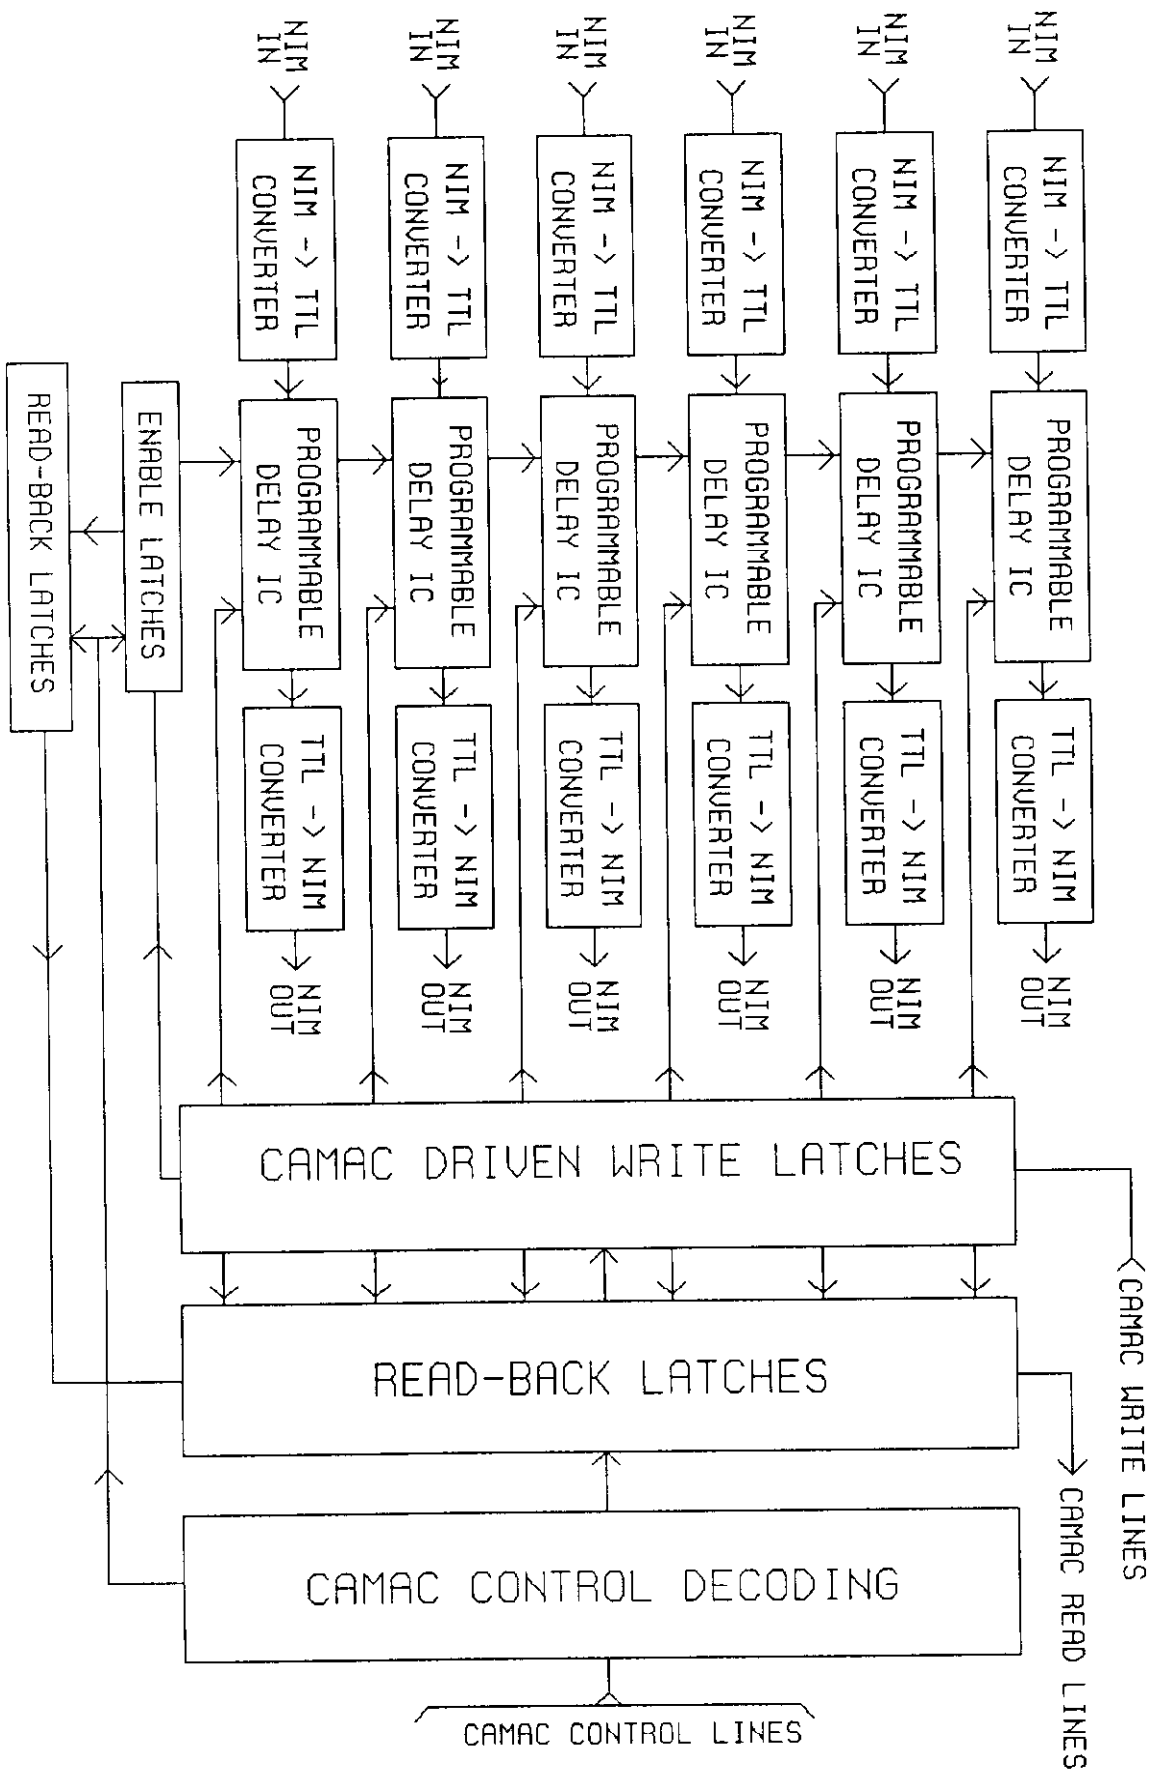 NIM
IN
NIM
IN
NIM
IN
NIM
IN
NIM
IN
NIM
IN
NIM -> TTL
CONVERTER
NIM -> TTL
CONVERTER
NIM -> TTL
CONVERTER
NIM -> TTL
CONVERTER
NIM -> TTL
CONVERTER
NIM -> TTL
CONVERTER
PROGRAMMABLE
DELAY IC
PROGRAMMABLE
DELAY IC
PROGRAMMABLE
DELAY IC
PROGRAMMABLE
DELAY IC
PROGRAMMABLE
DELAY IC
PROGRAMMABLE
DELAY IC
ENABLE LATCHES
READ-BACK LATCHES
TTL -> NIM
CONVERTER
TTL -> NIM
CONVERTER
TTL -> NIM
CONVERTER
TTL -> NIM
CONVERTER
TTL -> NIM
CONVERTER
TTL -> NIM
CONVERTER
NIM
OUT
NIM
OUT
NIM
OUT
NIM
OUT
NIM
OUT
NIM
OUT
CAMAC DRIVEN WRITE LATCHES
CAMAC WRITE LINES
READ-BACK LATCHES
CAMAC READ LINES
CAMAC CONTROL DECODING
CAMAC CONTROL LINES